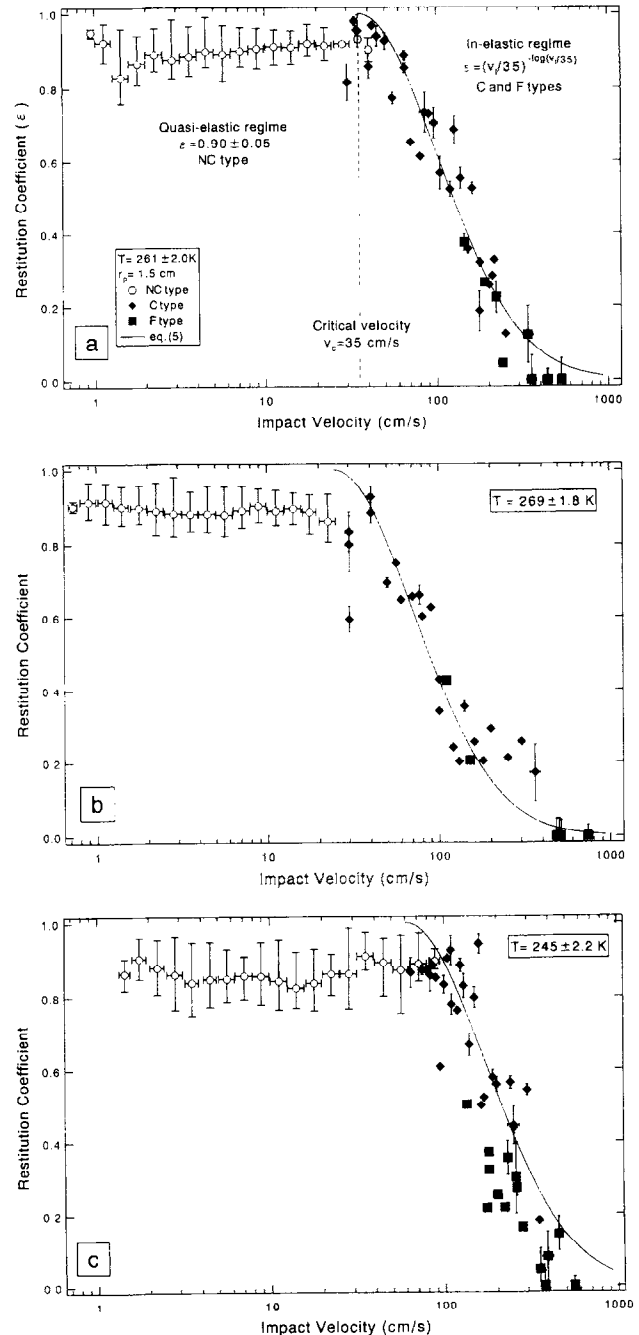 1.0
0.8
0.6
0.4
0.2
0.0
Restitution Coefficient (ε)
Quasi-elastic regime
ε =0.90 ± 0.05
NC type
In-elastic regime
ε =(vᵢ/35)^-log(vᵢ/35)
C and F types
T= 261 ±2.0K
rₚ= 1.5 cm
NC type
C type
F type
eq.(5)
Critical velocity
v꜀=35 cm/s
a
1
10
100
1000
Impact Velocity (cm/s)
1.0
0.8
0.6
0.4
0.2
0.0
Restitution Coefficient
T = 269 ± 1.8 K
b
1
10
100
1000
Impact Velocity (cm/s)
1.0
0.8
0.6
0.4
0.2
0.0
Restitution Coefficient
T= 245 ± 2.2 K
c
1
10
100
1000
Impact Velocity (cm/s)